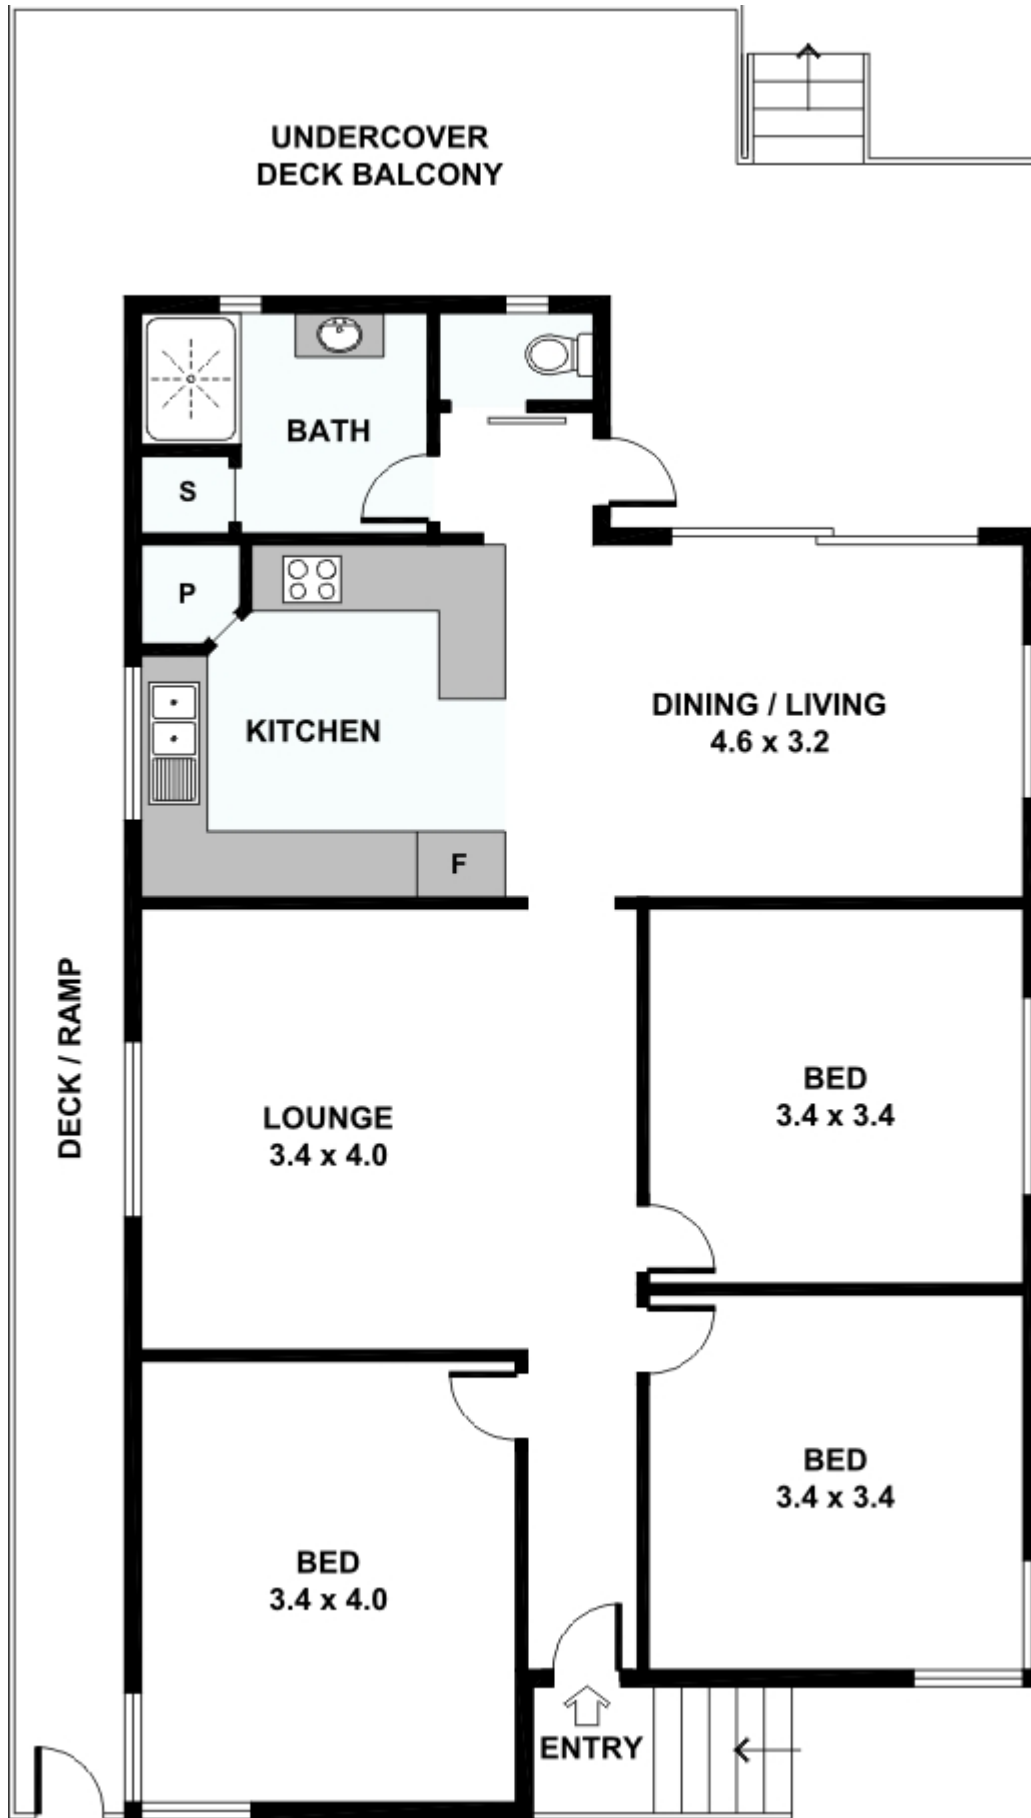 UNDERCOVER
DECK BALCONY
BATH
S
P
KITCHEN
DINING / LIVING
4.6 x 3.2
F
DECK / RAMP
LOUNGE
3.4 x 4.0
BED
3.4 x 3.4
BED
3.4 x 3.4
BED
3.4 x 4.0
ENTRY